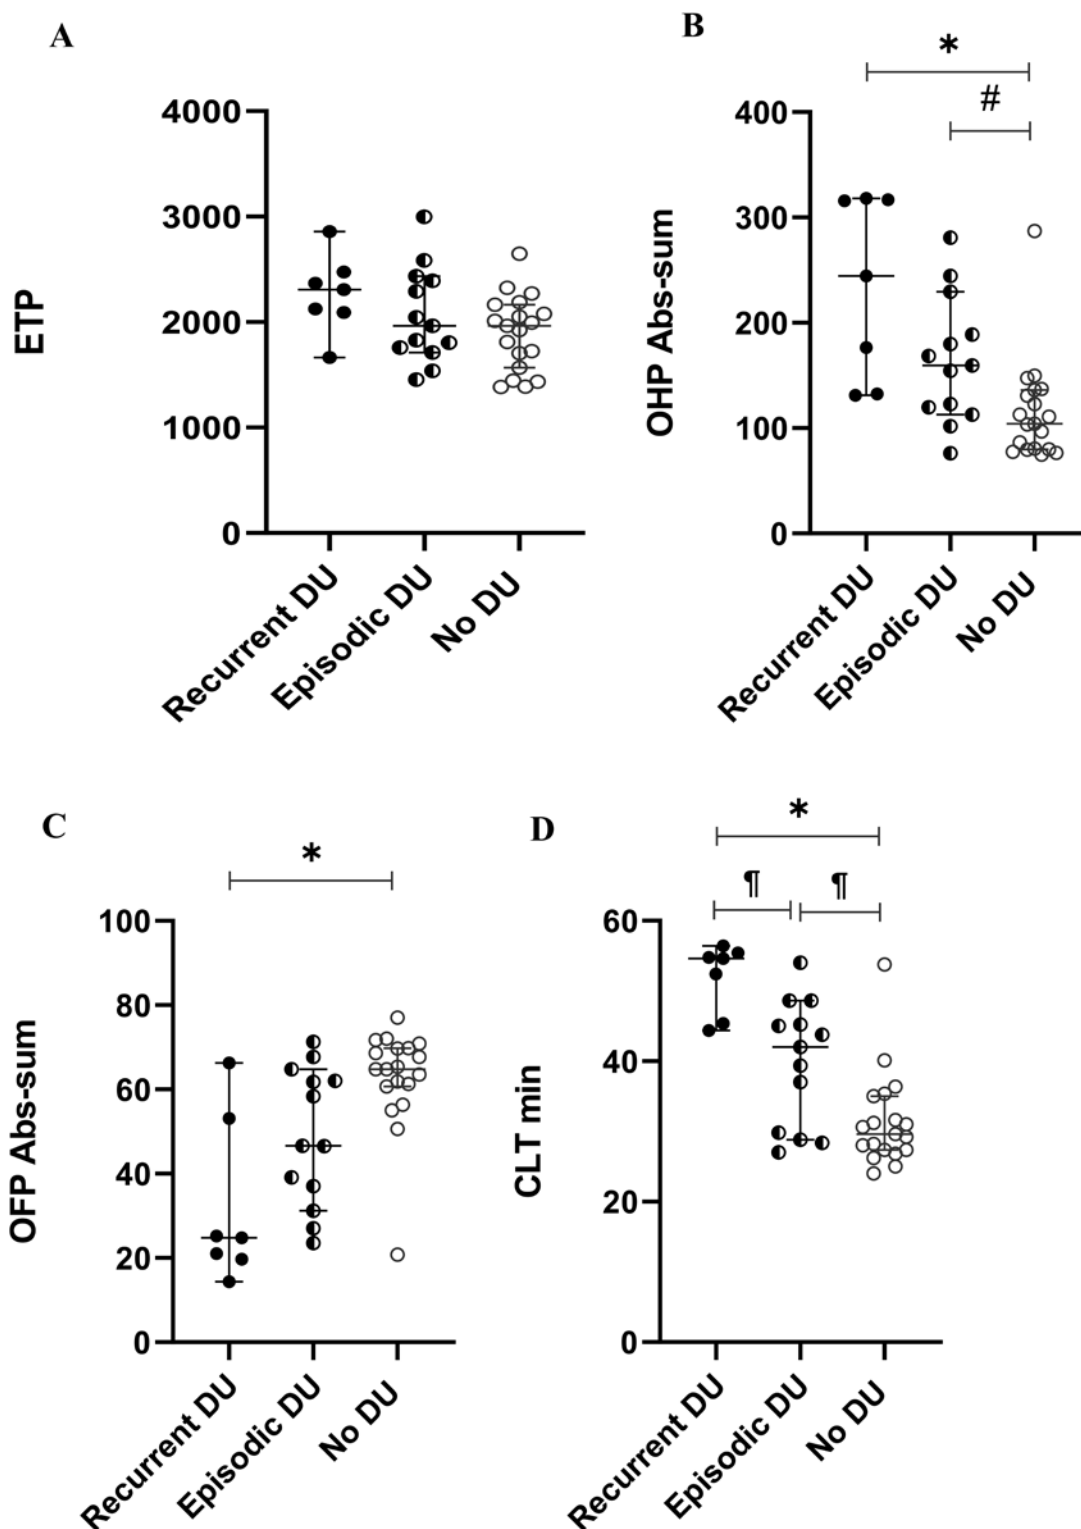 A
ETP
4000
3000
2000
1000
0
Recurrent DU
Episodic DU
No DU
B
*
#
OHP Abs-sum
400
300
200
100
0
Recurrent DU
Episodic DU
No DU
C
*
OFP Abs-sum
100
80
60
40
20
0
Recurrent DU
Episodic DU
No DU
D
*
¶ ¶
CLT min
60
40
20
0
Recurrent DU
Episodic DU
No DU